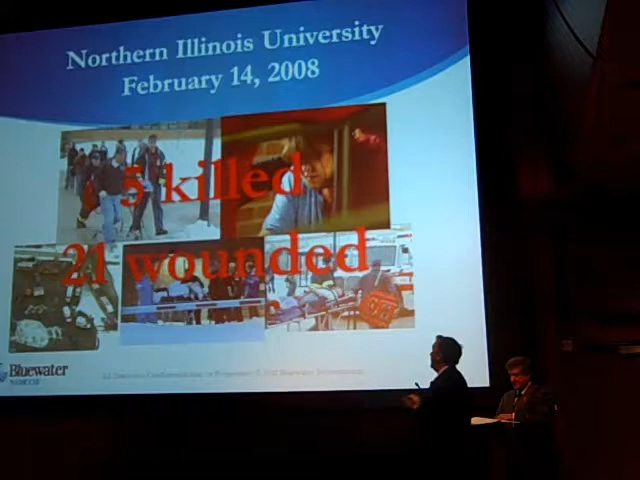 Northern Illinois University
February 14, 2008
5 killed
21 wounded
Bluewater